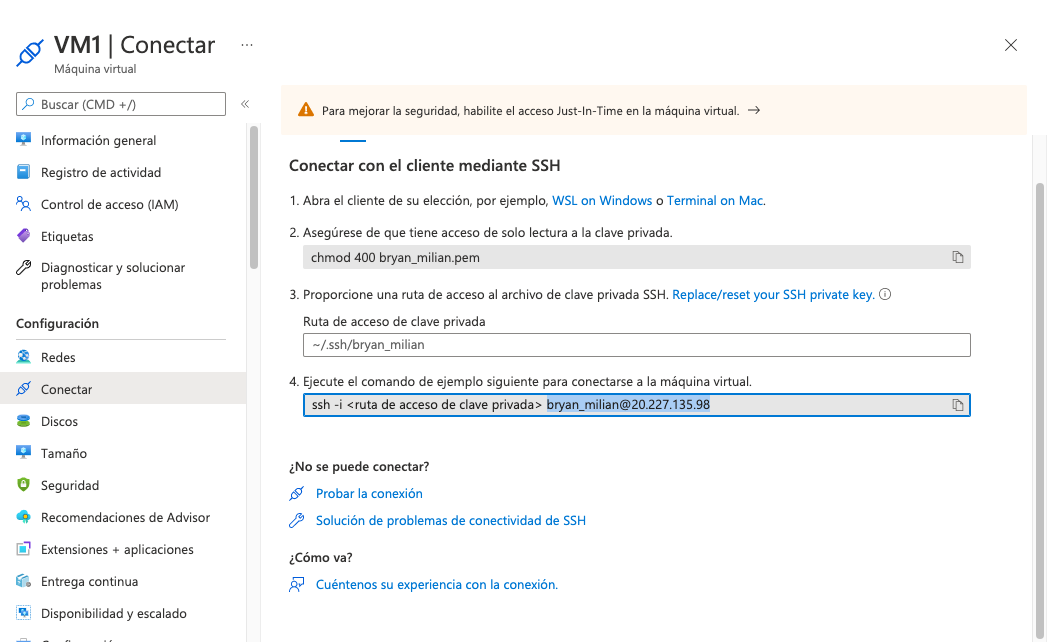 VM1 | Conectar ...
Máquina virtual
Buscar (CMD +/)
«
Información general
Registro de actividad
Control de acceso (IAM)
Etiquetas
Diagnosticar y solucionar
problemas
Configuración
Redes
Conectar
Discos
Tamaño
Seguridad
Recomendaciones de Advisor
Extensiones + aplicaciones
Entrega continua
Disponibilidad y escalado
Para mejorar la seguridad, habilite el acceso Just-In-Time en la máquina virtual. →
Conectar con el cliente mediante SSH
1. Abra el cliente de su elección, por ejemplo, WSL on Windows o Terminal on Mac.
2. Asegúrese de que tiene acceso de solo lectura a la clave privada.
chmod 400 bryan_milian.pem
3. Proporcione una ruta de acceso al archivo de clave privada SSH. Replace/reset your SSH private key.
Ruta de acceso de clave privada
~/.ssh/bryan_milian
4. Ejecute el comando de ejemplo siguiente para conectarse a la máquina virtual.
ssh -i <ruta de acceso de clave privada> bryan_milian@20.227.135.98
¿No se puede conectar?
Probar la conexión
Solución de problemas de conectividad de SSH
¿Cómo va?
Cuéntenos su experiencia con la conexión.